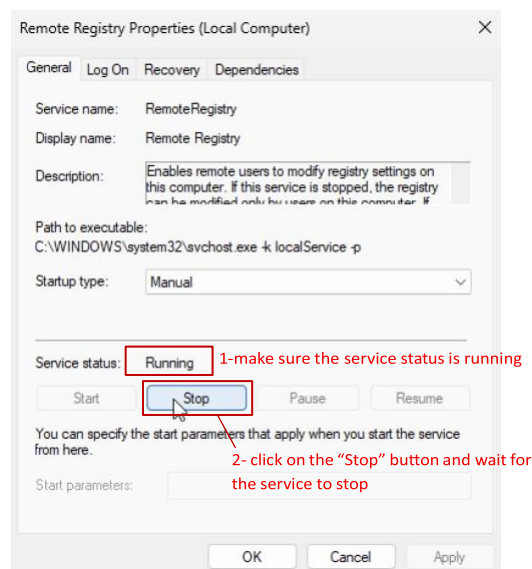 Remote Registry Properties (Local Computer)
General Log On Recovery Dependencies
Service name: RemoteRegistry
Display name: Remote Registry
Description: Enables remote users to modify registry settings on
this computer. If this service is stopped, the registry
can be modified only by users on this computer. If
Path to executable:
C:\WINDOWS\system32\svchost.exe -k localService -p
Startup type: Manual
Service status: Running 1-make sure the service status is running
Start Stop Pause Resume
You can specify the start parameters that apply when you start the service
from here.
2- click on the “Stop” button and wait for
the service to stop
Start parameters:
OK Cancel Apply